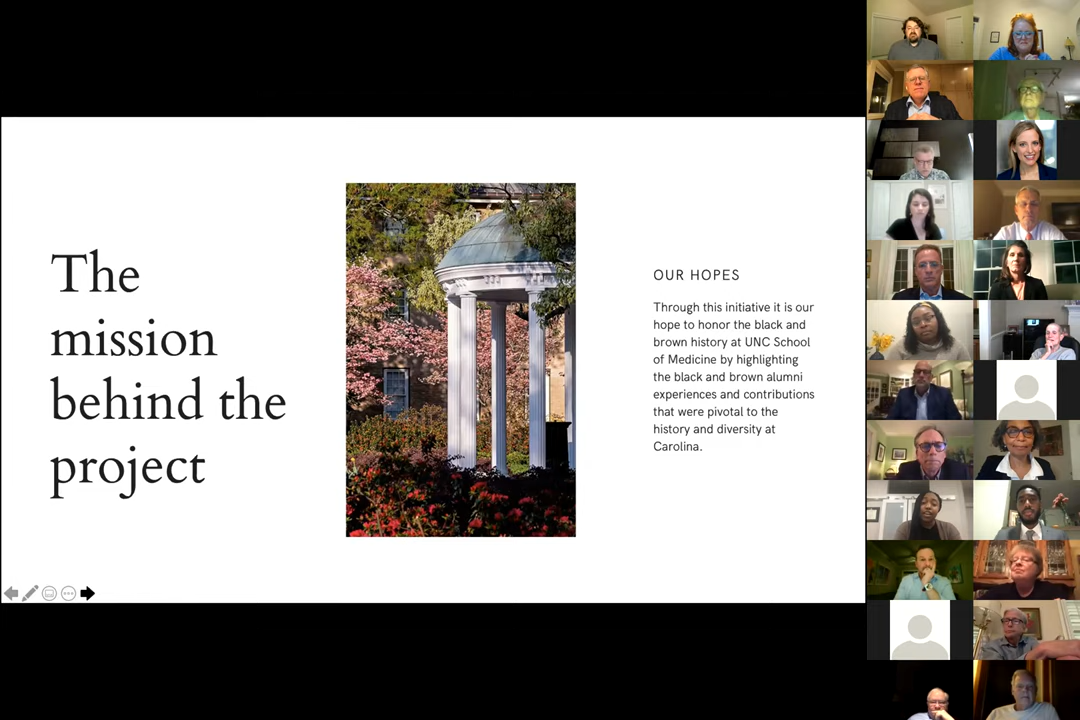 The
mission
behind the
project
OUR HOPES
Through this initiative it is our
hope to honor the black and
brown history at UNC School
of Medicine by highlighting
the black and brown alumni
experiences and contributions
that were pivotal to the
history and diversity at
Carolina.